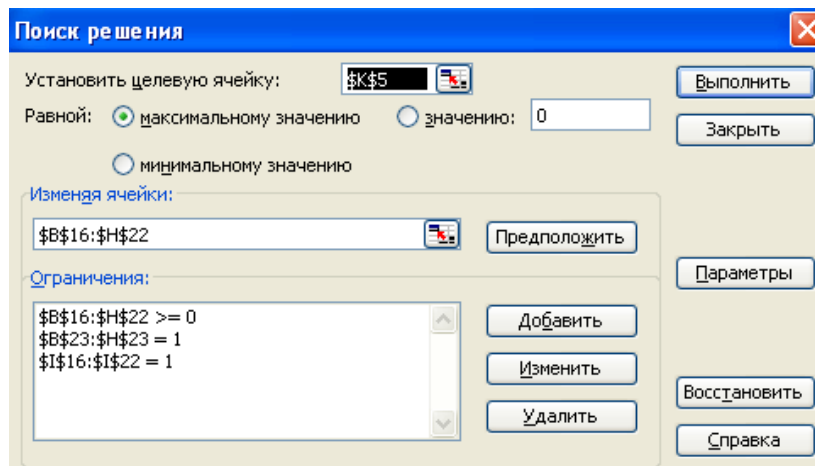 Поиск решения
Установить целевую ячейку: $K$5
Выполнить
Равной: максимальному значению значению: 0
Закрыть
минимальному значению
Изменяя ячейки:
$B$16:$H$22 Предположить
Параметры
Ограничения:
$B$16:$H$22 >= 0
$B$23:$H$23 = 1
$I$16:$I$22 = 1
Добавить
Изменить
Удалить
Восстановить
Справка